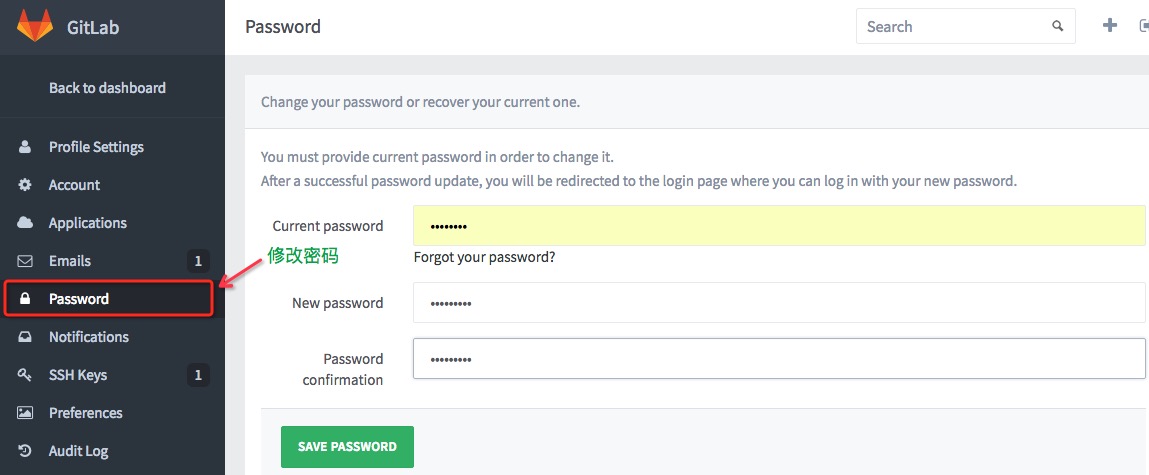 GitLab
Password
Search
Back to dashboard
Change your password or recover your current one.
Profile Settings
You must provide current password in order to change it.
Account
After a successful password update, you will be redirected to the login page where you can log in with your new password.
Applications
Current password
••••••••
Emails
1
修改密码
Forgot your password?
Password
New password
•••••••••
Notifications
Password
confirmation
•••••••••
SSH Keys
1
Preferences
Audit Log
SAVE PASSWORD